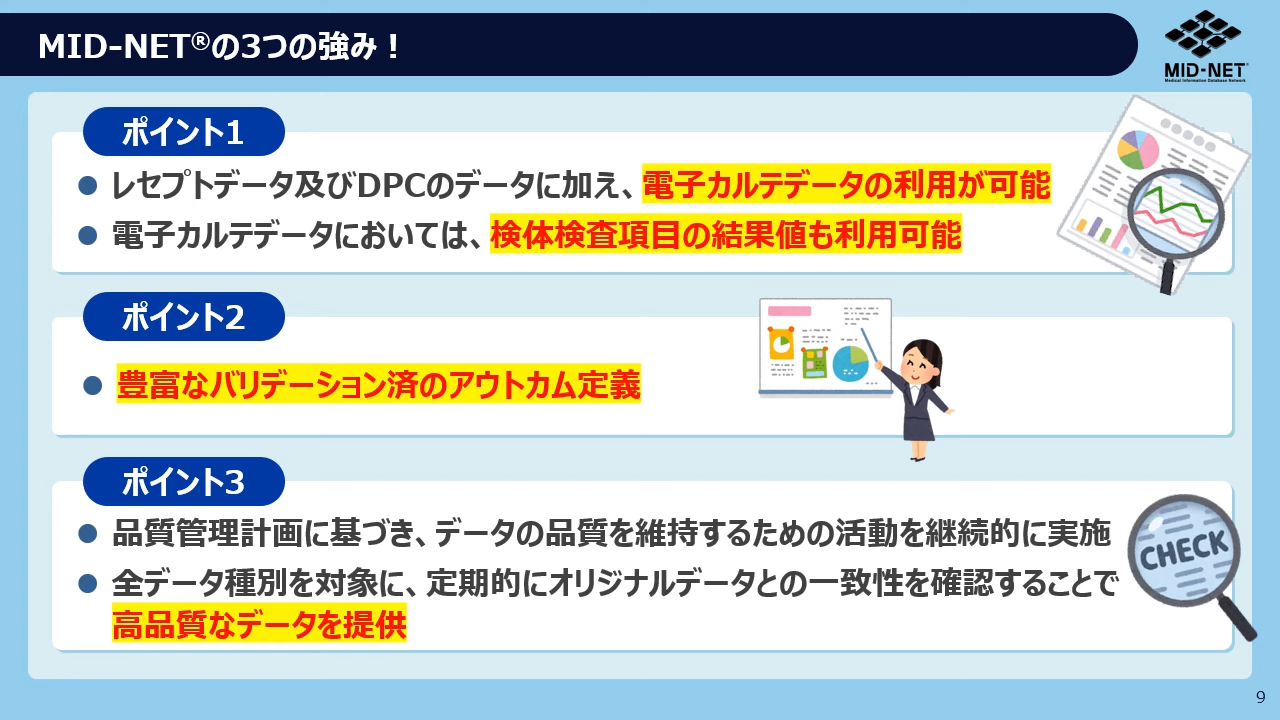 MID-NET®の3つの強み！
MID-NET®
Medical Information Database Network
ポイント1
● レセプトデータ及びDPCのデータに加え、電子カルテデータの利用が可能
● 電子カルテデータにおいては、検体検査項目の結果値も利用可能
ポイント2
● 豊富なバリデーション済のアウトカム定義
ポイント3
● 品質管理計画に基づき、データの品質を維持するための活動を継続的に実施
● 全データ種別を対象に、定期的にオリジナルデータとの一致性を確認することで
高品質なデータを提供
CHECK
9